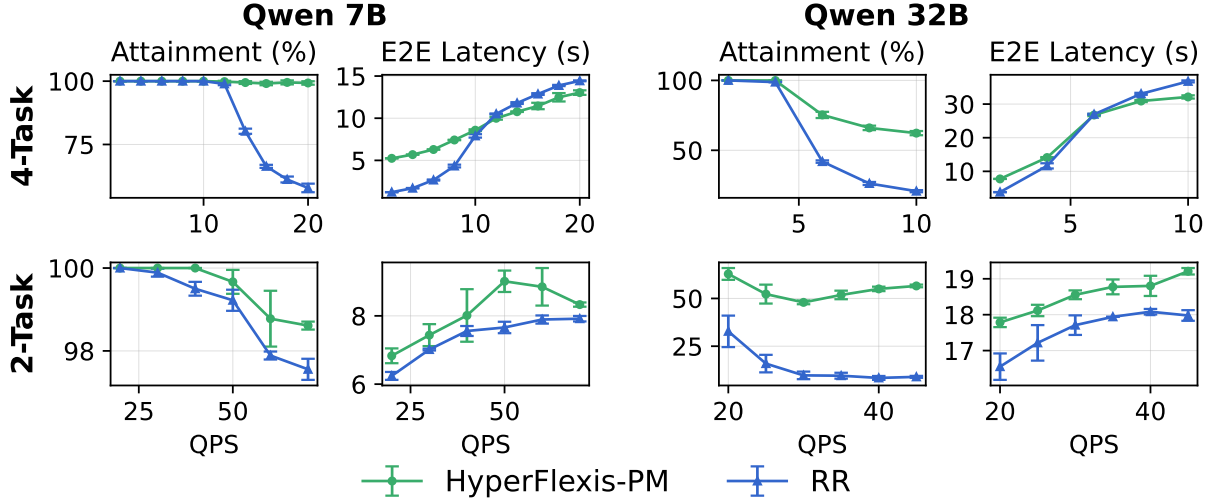 Qwen 7B
Qwen 32B
Attainment (%)
E2E Latency (s)
Attainment (%)
E2E Latency (s)
4-Task
100
75
10
20
15
10
5
10
20
100
50
5
10
30
20
10
5
10
2-Task
100
98
25
50
QPS
8
6
25
50
QPS
50
25
20
40
QPS
19
18
17
20
40
QPS
HyperFlexis-PM
RR